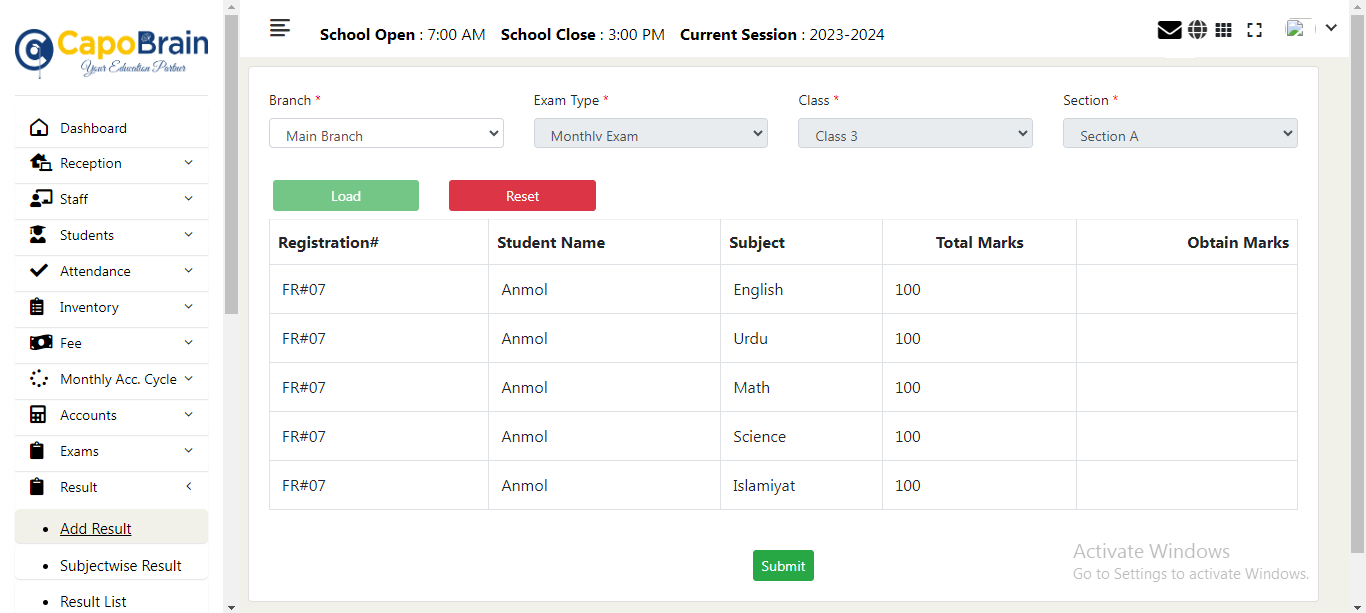 CapoBrain
Your Education Partner
School Open : 7:00 AM School Close : 3:00 PM Current Session : 2023-2024
Dashboard
Reception
Staff
Students
Attendance
Inventory
Fee
Monthly Acc. Cycle
Accounts
Exams
Result
Add Result
Subjectwise Result
Result List
Branch * Exam Type * Class * Section *
Main Branch Monthly Exam Class 3 Section A
Load Reset
Registration# Student Name Subject Total Marks Obtain Marks
FR#07 Anmol English 100
FR#07 Anmol Urdu 100
FR#07 Anmol Math 100
FR#07 Anmol Science 100
FR#07 Anmol Islamiyat 100
Submit
Activate Windows
Go to Settings to activate Windows.